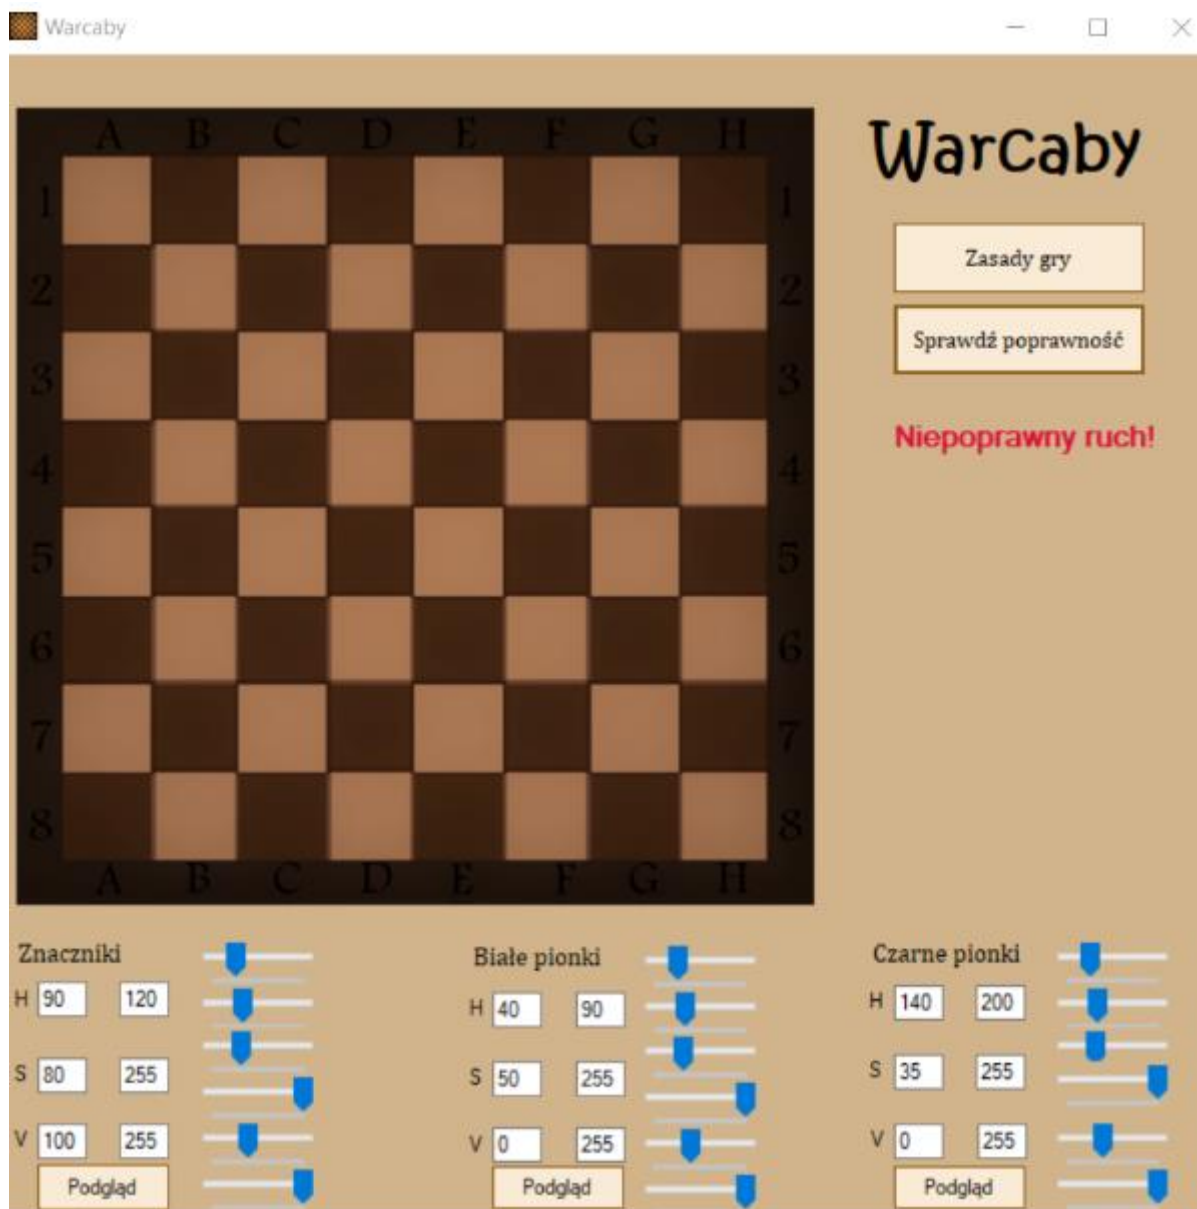 Warcaby
A B C D E F G H
Warcaby
1 1
Zasady gry
2 2
Sprawdź poprawność
3 3
Niepoprawny ruch!
4 4
5 5
6 6
7 7
8 8
A B C D E F G H
Znaczniki
H 90 120
S 80 255
V 100 255
Podgląd
Białe pionki
H 40 90
S 50 255
V 0 255
Podgląd
Czarne pionki
H 140 200
S 35 255
V 0 255
Podgląd